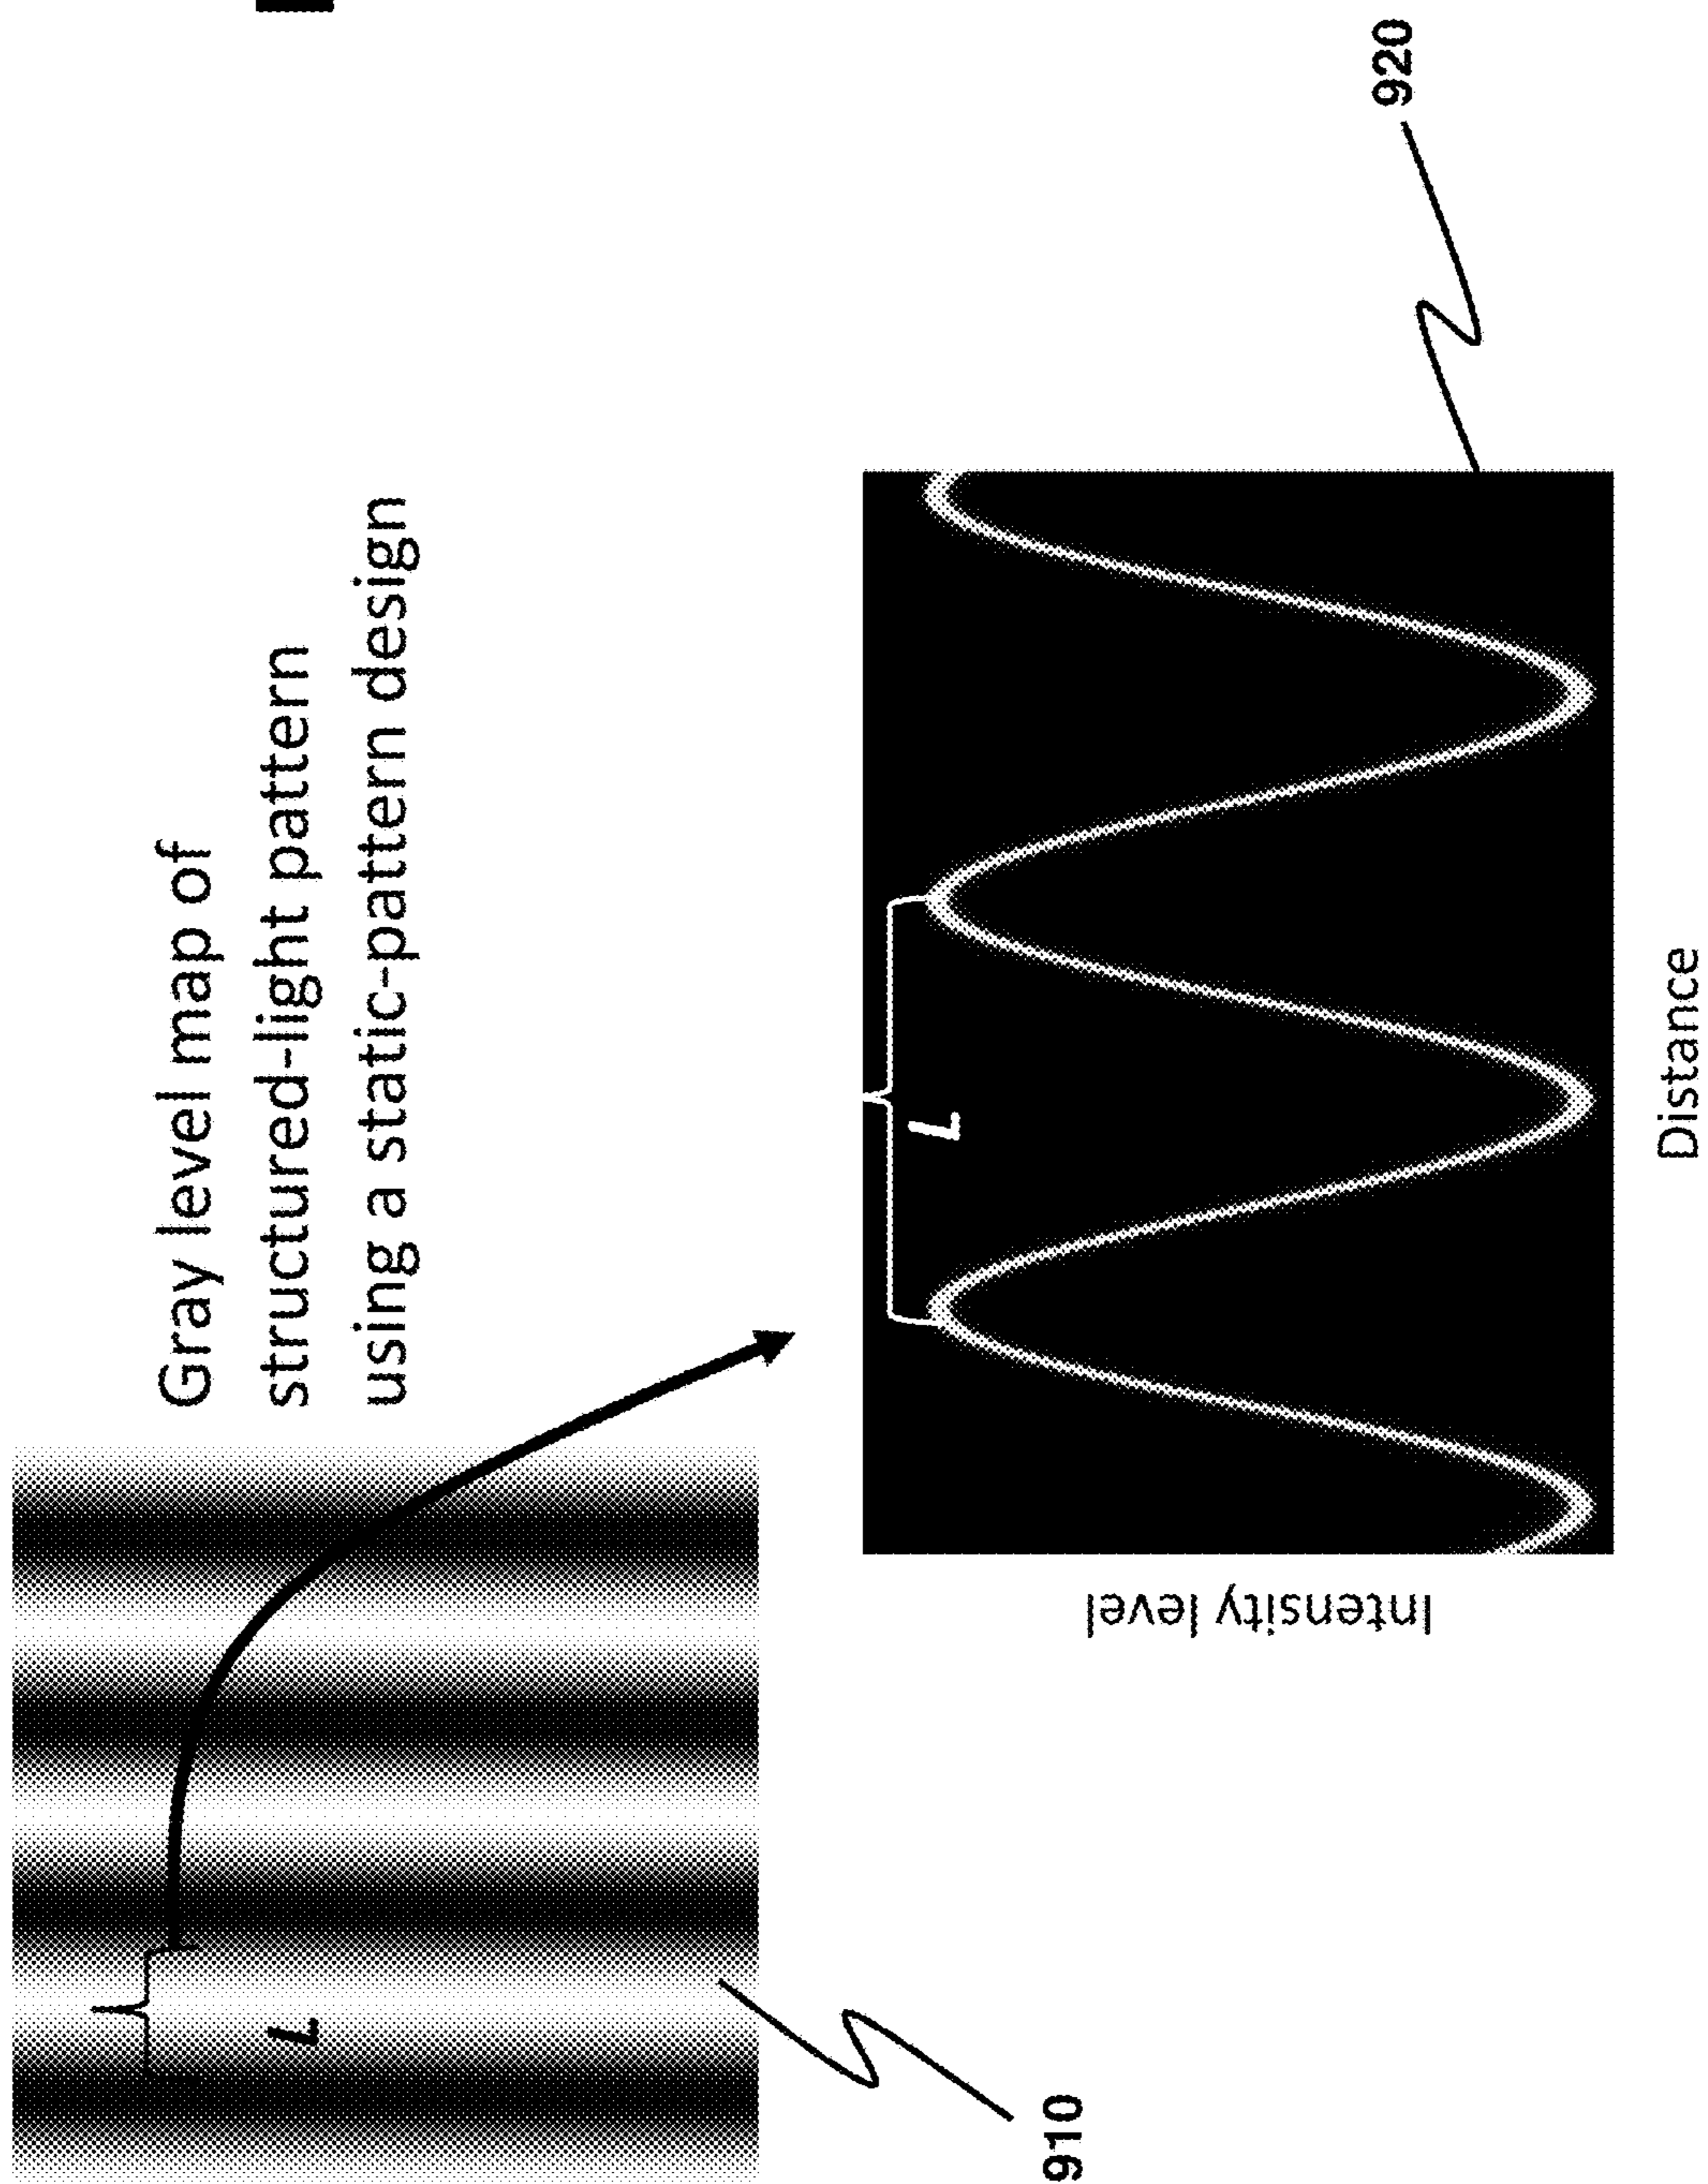 Gray level map of
structured-light pattern
using a static-pattern design
L
910
Intensity level
L
Distance
920